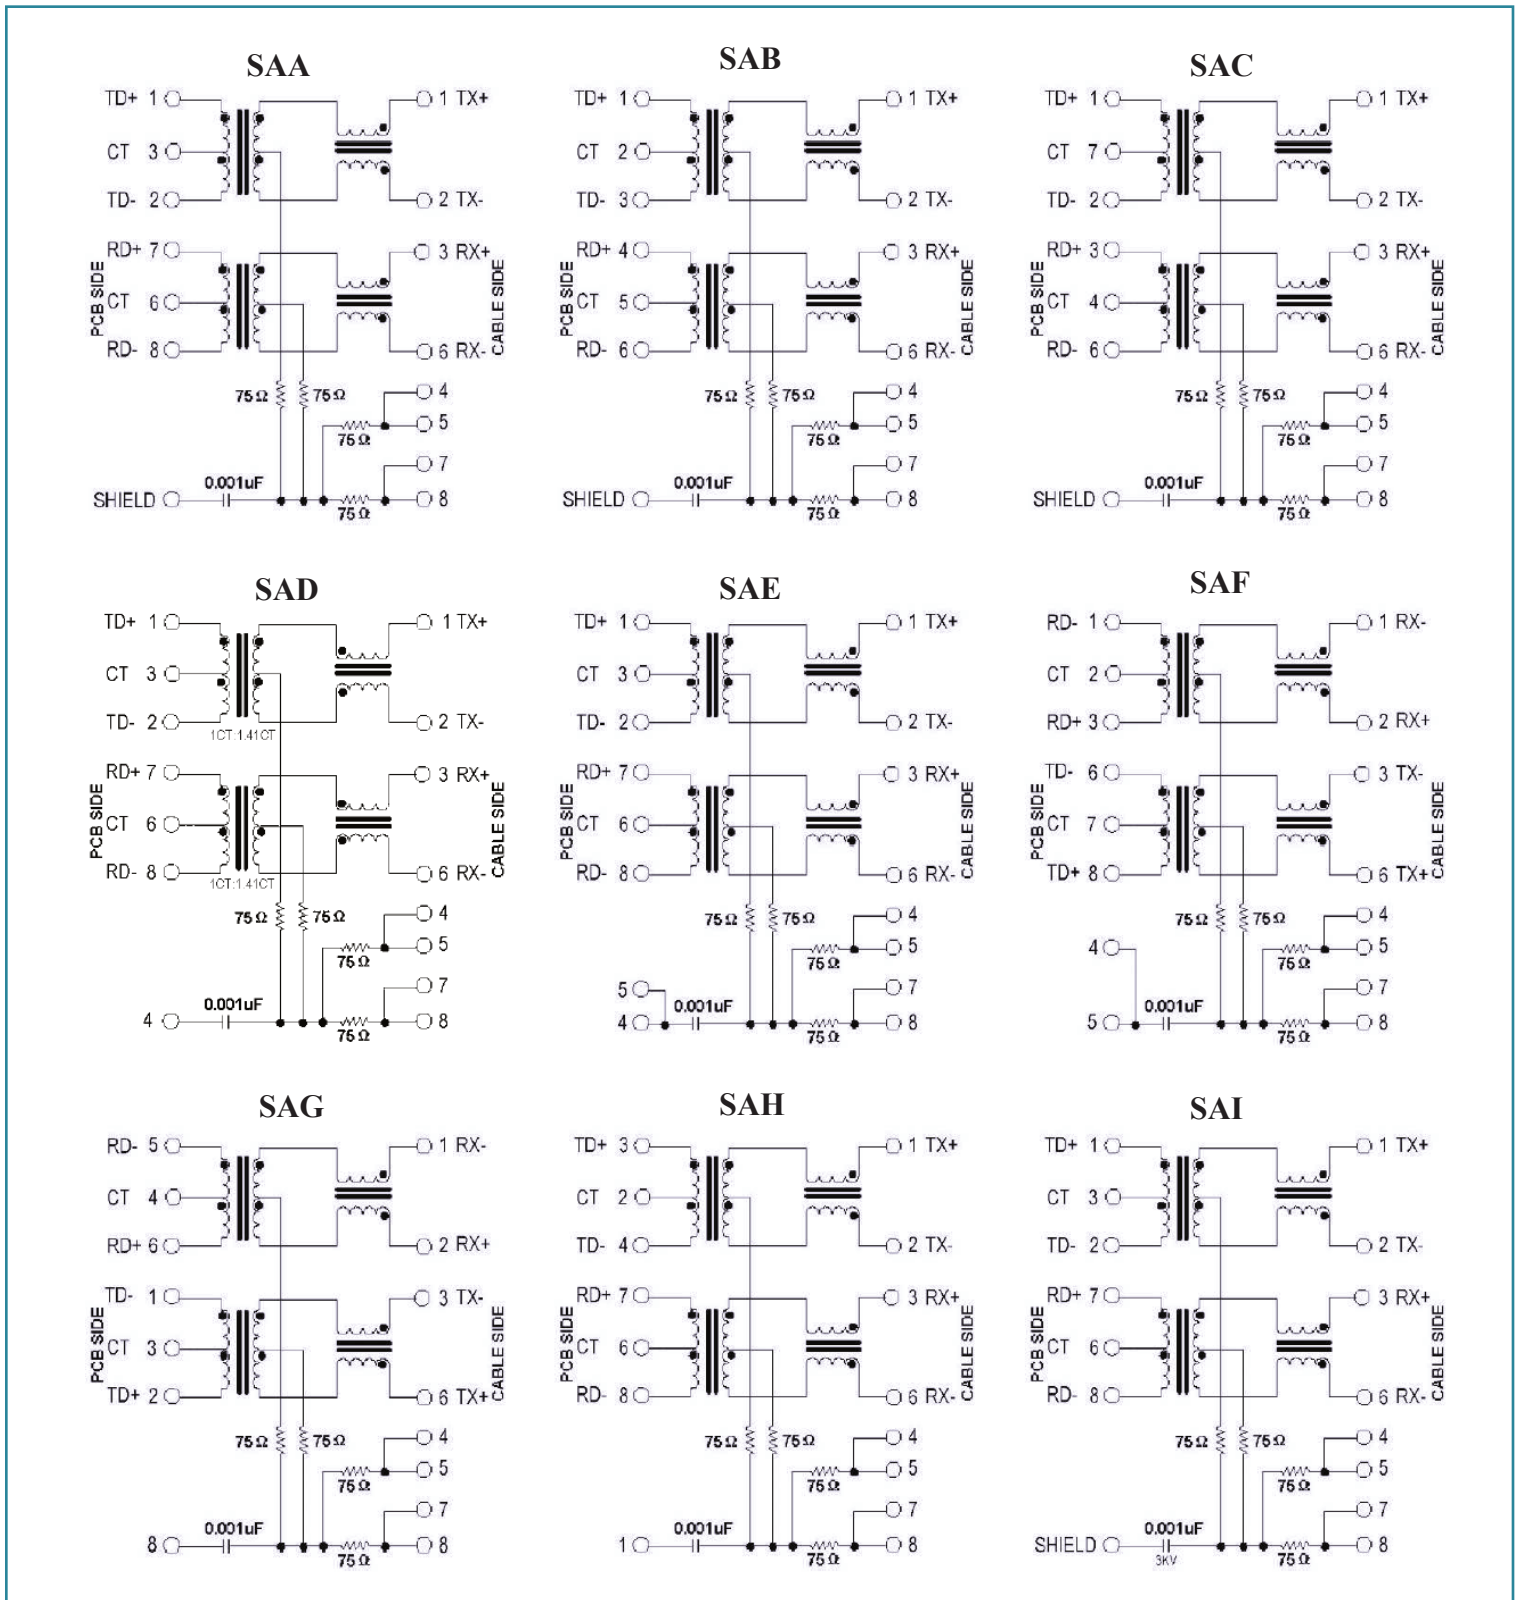 SAA
TD+ 1
1 TX+
CT 3
TD- 2
2 TX-
RD+ 7
3 RX+
PCB SIDE
CT 6
CABLE SIDE
RD- 8
6 RX-
75Ω
75Ω
4
5
75Ω
7
0.001uF
SHIELD
8
75Ω
SAB
TD+ 1
1 TX+
CT 2
TD- 3
2 TX-
RD+ 4
3 RX+
PCB SIDE
CT 5
CABLE SIDE
RD- 6
6 RX-
75Ω
75Ω
4
5
75Ω
7
0.001uF
SHIELD
8
75Ω
SAC
TD+ 1
1 TX+
CT 7
TD- 2
2 TX-
RD+ 3
3 RX+
PCB SIDE
CT 4
CABLE SIDE
RD- 6
6 RX-
75Ω
75Ω
4
5
75Ω
7
0.001uF
SHIELD
8
75Ω
SAD
TD+ 1
1 TX+
CT 3
TD- 2
2 TX-
1CT:1.41CT
RD+ 7
3 RX+
PCB SIDE
CT 6
CABLE SIDE
RD- 8
6 RX-
1CT:1.41CT
75Ω
75Ω
4
5
75Ω
7
0.001uF
4
8
75Ω
SAE
TD+ 1
1 TX+
CT 3
TD- 2
2 TX-
RD+ 7
3 RX+
PCB SIDE
CT 6
CABLE SIDE
RD- 8
6 RX-
75Ω
75Ω
4
5
75Ω
5
7
0.001uF
4
8
75Ω
SAF
RD- 1
1 RX-
CT 2
RD+ 3
2 RX+
TD- 6
3 TX-
PCB SIDE
CT 7
CABLE SIDE
TD+ 8
6 TX+
75Ω
75Ω
4
4
5
75Ω
7
0.001uF
5
8
75Ω
SAG
RD- 5
1 RX-
CT 4
RD+ 6
2 RX+
TD- 1
3 TX-
PCB SIDE
CT 3
CABLE SIDE
TD+ 2
6 TX+
75Ω
75Ω
4
5
75Ω
7
0.001uF
8
8
75Ω
SAH
TD+ 3
1 TX+
CT 2
TD- 4
2 TX-
RD+ 7
3 RX+
PCB SIDE
CT 6
CABLE SIDE
RD- 8
6 RX-
75Ω
75Ω
4
5
75Ω
7
0.001uF
1
8
75Ω
SAI
TD+ 1
1 TX+
CT 3
TD- 2
2 TX-
RD+ 7
3 RX+
PCB SIDE
CT 6
CABLE SIDE
RD- 8
6 RX-
75Ω
75Ω
4
5
75Ω
7
0.001uF
SHIELD
8
3KV
75Ω